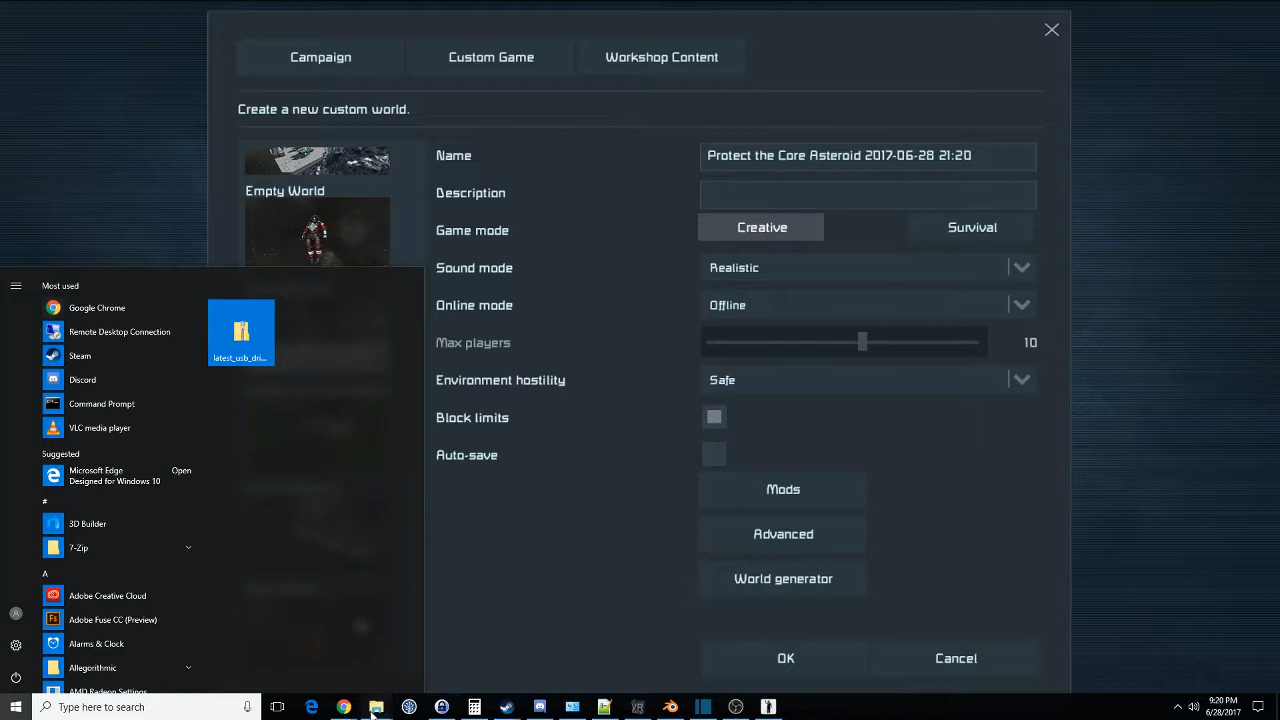 Campaign
Custom Game
Workshop Content
Create a new custom world.
Name
Protect the Core Asteroid 2017-06-28 21:20
Empty World
Description
Game mode
Creative
Survival
Sound mode
Realistic
Online mode
Offline
Max players
10
Environment hostility
Safe
Block limits
Auto-save
Mods
Advanced
World generator
OK
Cancel
Most used
Google Chrome
Remote Desktop Connection
Steam
Discord
Command Prompt
VLC media player
Suggested
Microsoft Edge
Open
Designed for Windows 10
#
3D Builder
7-Zip
A
Adobe Creative Cloud
Adobe Fuse CC (Preview)
Alarms & Clock
Allegorithmic
AMD Radeon Settings
latest_usb_dri...
Type here to search
9:20 PM
6/28/2017